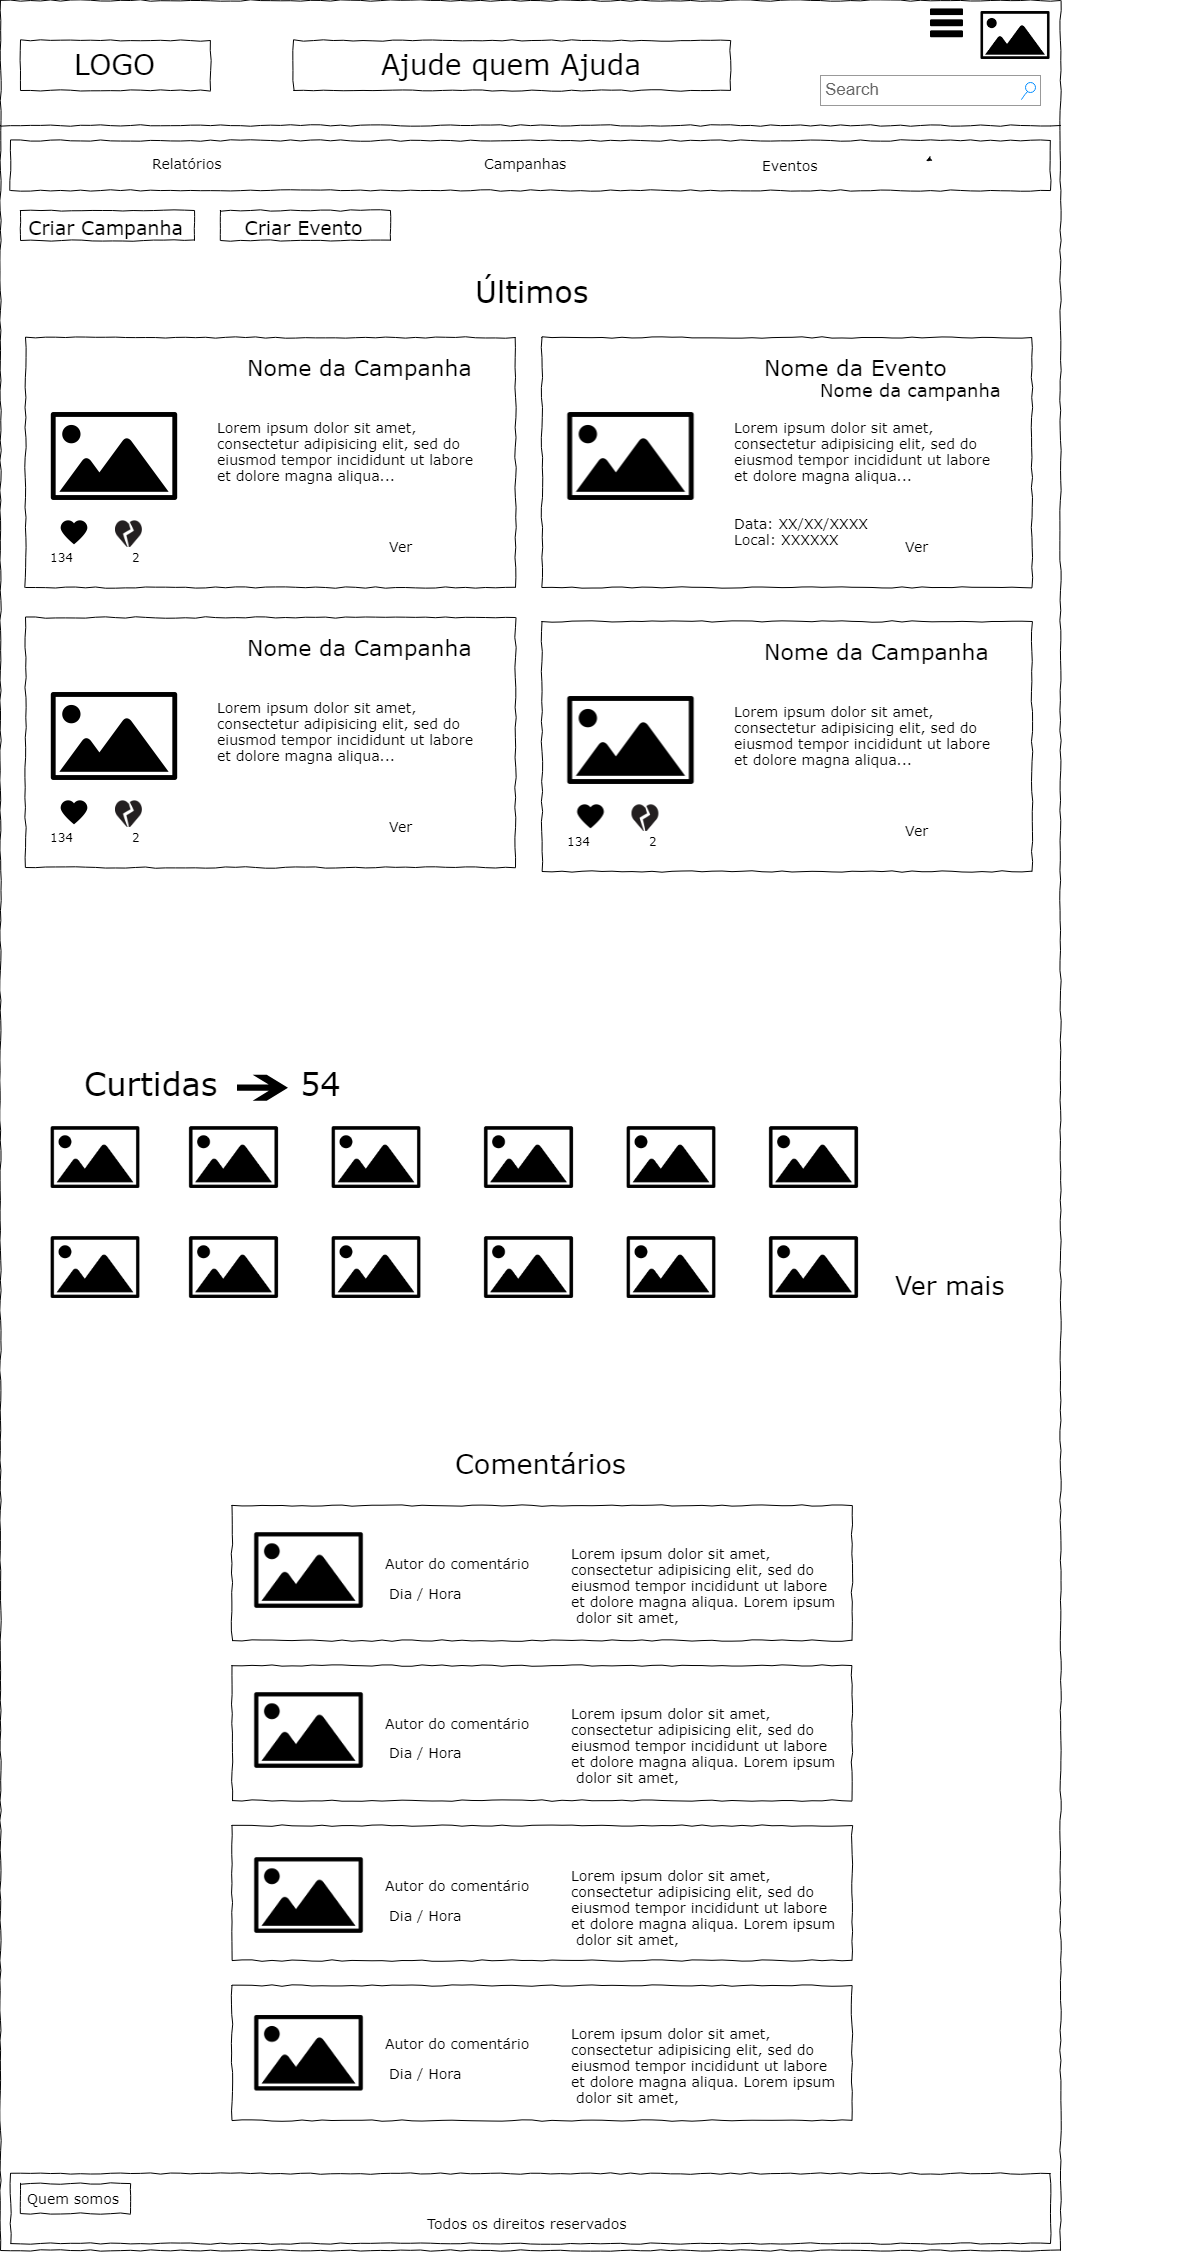 LOGO
Ajude quem Ajuda
Search
Relatórios
Campanhas
Eventos
Criar Campanha
Criar Evento
Últimos
Nome da Campanha
Lorem ipsum dolor sit amet,
consectetur adipisicing elit, sed do
eiusmod tempor incididunt ut labore
et dolore magna aliqua...
134
2
Ver
Nome da Evento
Nome da campanha
Lorem ipsum dolor sit amet,
consectetur adipisicing elit, sed do
eiusmod tempor incididunt ut labore
et dolore magna aliqua...
Data: XX/XX/XXXX
Local: XXXXXX
Ver
Nome da Campanha
Lorem ipsum dolor sit amet,
consectetur adipisicing elit, sed do
eiusmod tempor incididunt ut labore
et dolore magna aliqua...
134
2
Ver
Nome da Campanha
Lorem ipsum dolor sit amet,
consectetur adipisicing elit, sed do
eiusmod tempor incididunt ut labore
et dolore magna aliqua...
134
2
Ver
Curtidas
54
Ver mais
Comentários
Autor do comentário
Dia / Hora
Lorem ipsum dolor sit amet,
consectetur adipisicing elit, sed do
eiusmod tempor incididunt ut labore
et dolore magna aliqua. Lorem ipsum
dolor sit amet,
Autor do comentário
Dia / Hora
Lorem ipsum dolor sit amet,
consectetur adipisicing elit, sed do
eiusmod tempor incididunt ut labore
et dolore magna aliqua. Lorem ipsum
dolor sit amet,
Autor do comentário
Dia / Hora
Lorem ipsum dolor sit amet,
consectetur adipisicing elit, sed do
eiusmod tempor incididunt ut labore
et dolore magna aliqua. Lorem ipsum
dolor sit amet,
Autor do comentário
Dia / Hora
Lorem ipsum dolor sit amet,
consectetur adipisicing elit, sed do
eiusmod tempor incididunt ut labore
et dolore magna aliqua. Lorem ipsum
dolor sit amet,
Quem somos
Todos os direitos reservados